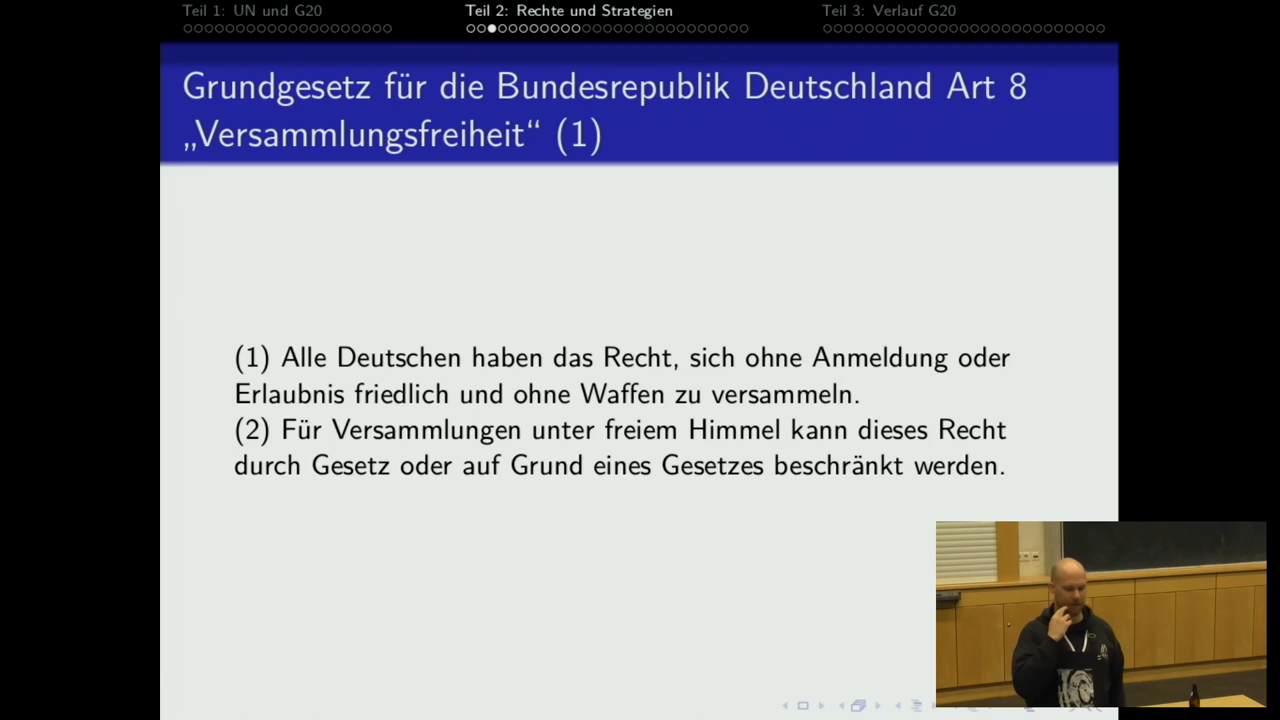 Teil 1: UN und G20
Teil 2: Rechte und Strategien
Teil 3: Verlauf G20
Grundgesetz für die Bundesrepublik Deutschland Art 8
„Versammlungsfreiheit“ (1)
(1) Alle Deutschen haben das Recht, sich ohne Anmeldung oder
Erlaubnis friedlich und ohne Waffen zu versammeln.
(2) Für Versammlungen unter freiem Himmel kann dieses Recht
durch Gesetz oder auf Grund eines Gesetzes beschränkt werden.